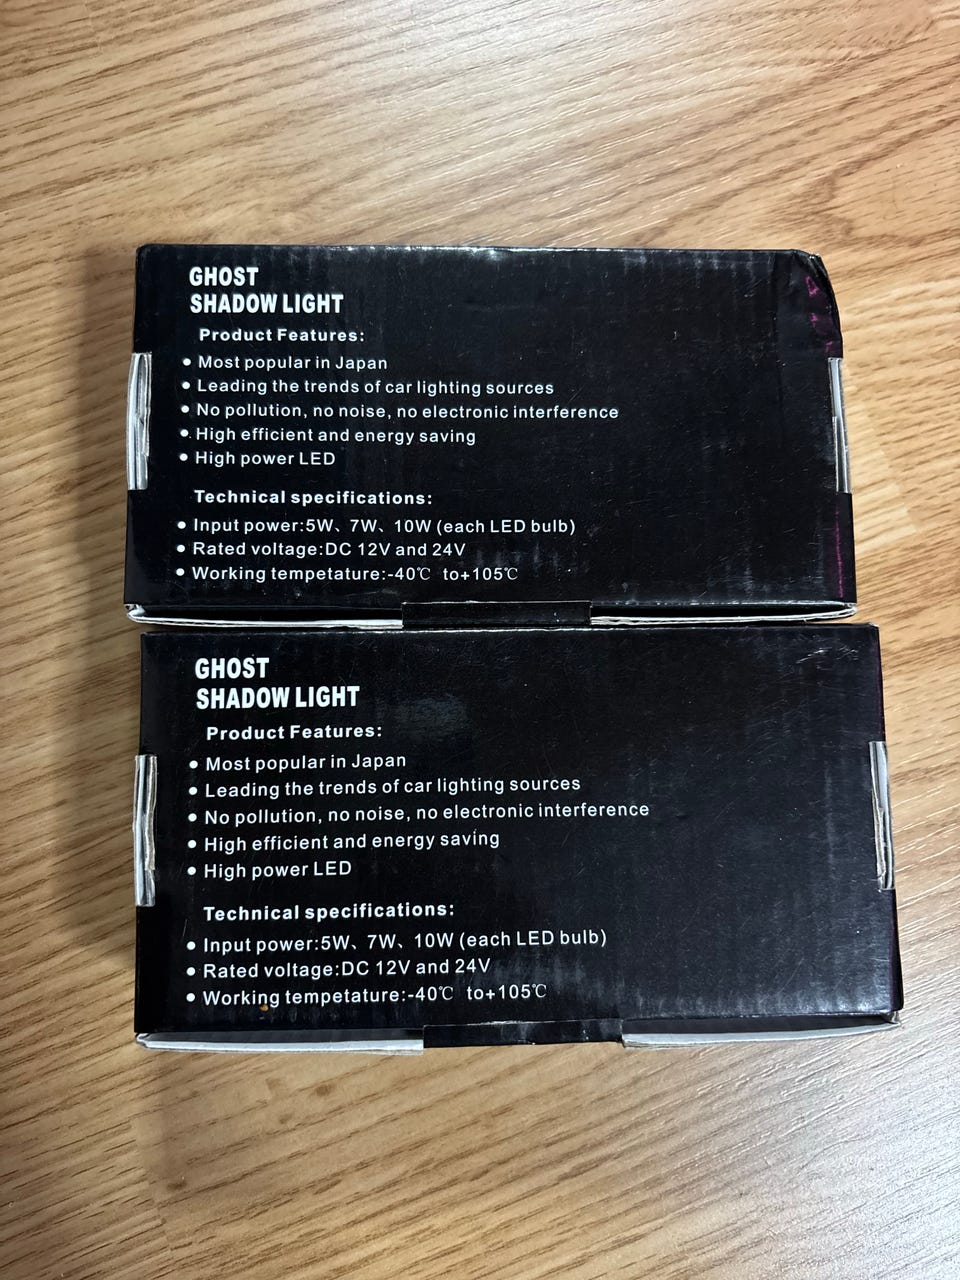 GHOST
SHADOW LIGHT
Product Features:
• Most popular in Japan
• Leading the trends of car lighting sources
• No pollution, no noise, no electronic interference
• High efficient and energy saving
• High power LED
Technical specifications:
• Input power:5W、7W、10W (each LED bulb)
• Rated voltage:DC 12V and 24V
• Working tempetature:-40℃ to+105℃
GHOST
SHADOW LIGHT
Product Features:
• Most popular in Japan
• Leading the trends of car lighting sources
• No pollution, no noise, no electronic interference
• High efficient and energy saving
• High power LED
Technical specifications:
• Input power:5W、7W、10W (each LED bulb)
• Rated voltage:DC 12V and 24V
• Working tempetature:-40℃ to+105℃